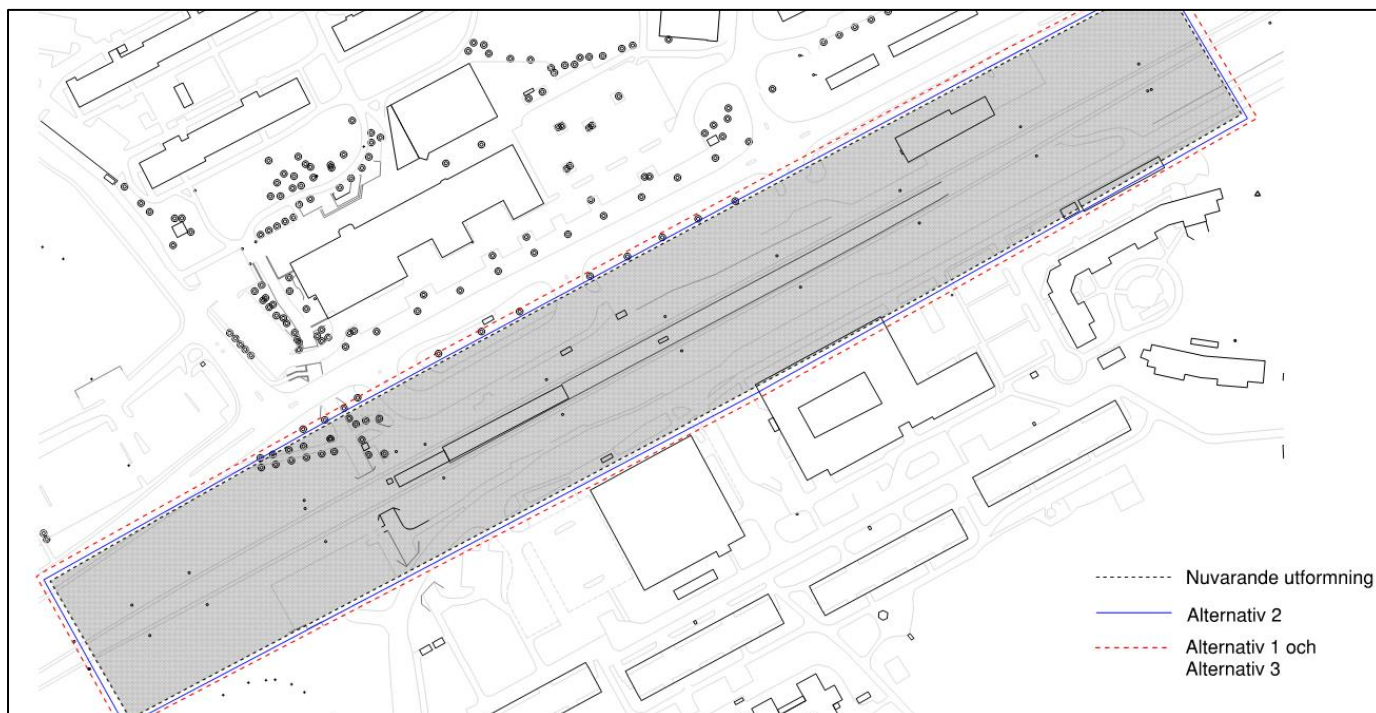 Nuvarande utformning
Alternativ 2
Alternativ 1 och
Alternativ 3